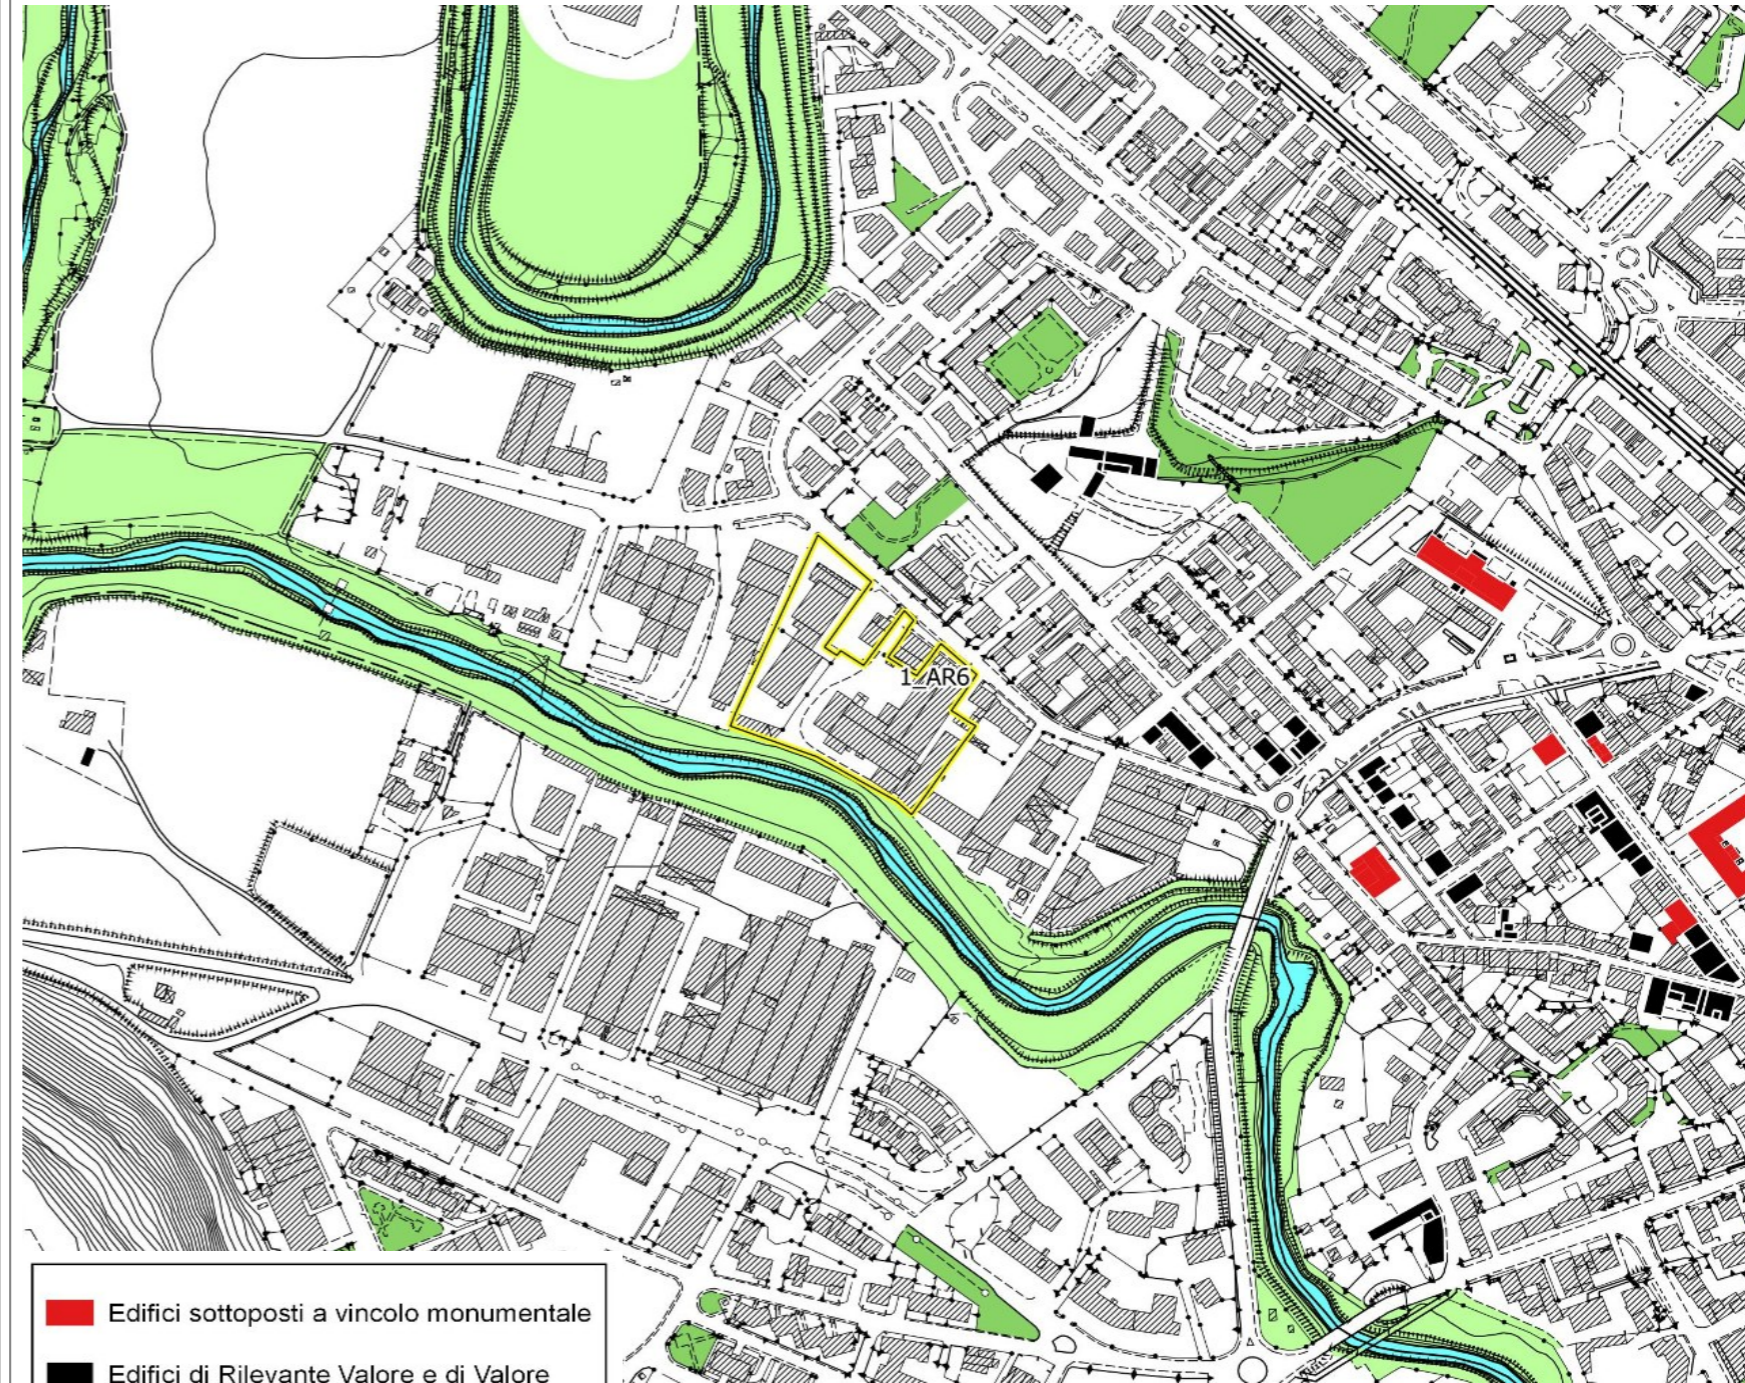 1_AR6
Edifici sottoposti a vincolo monumentale
Edifici di Rilevante Valore e di Valore